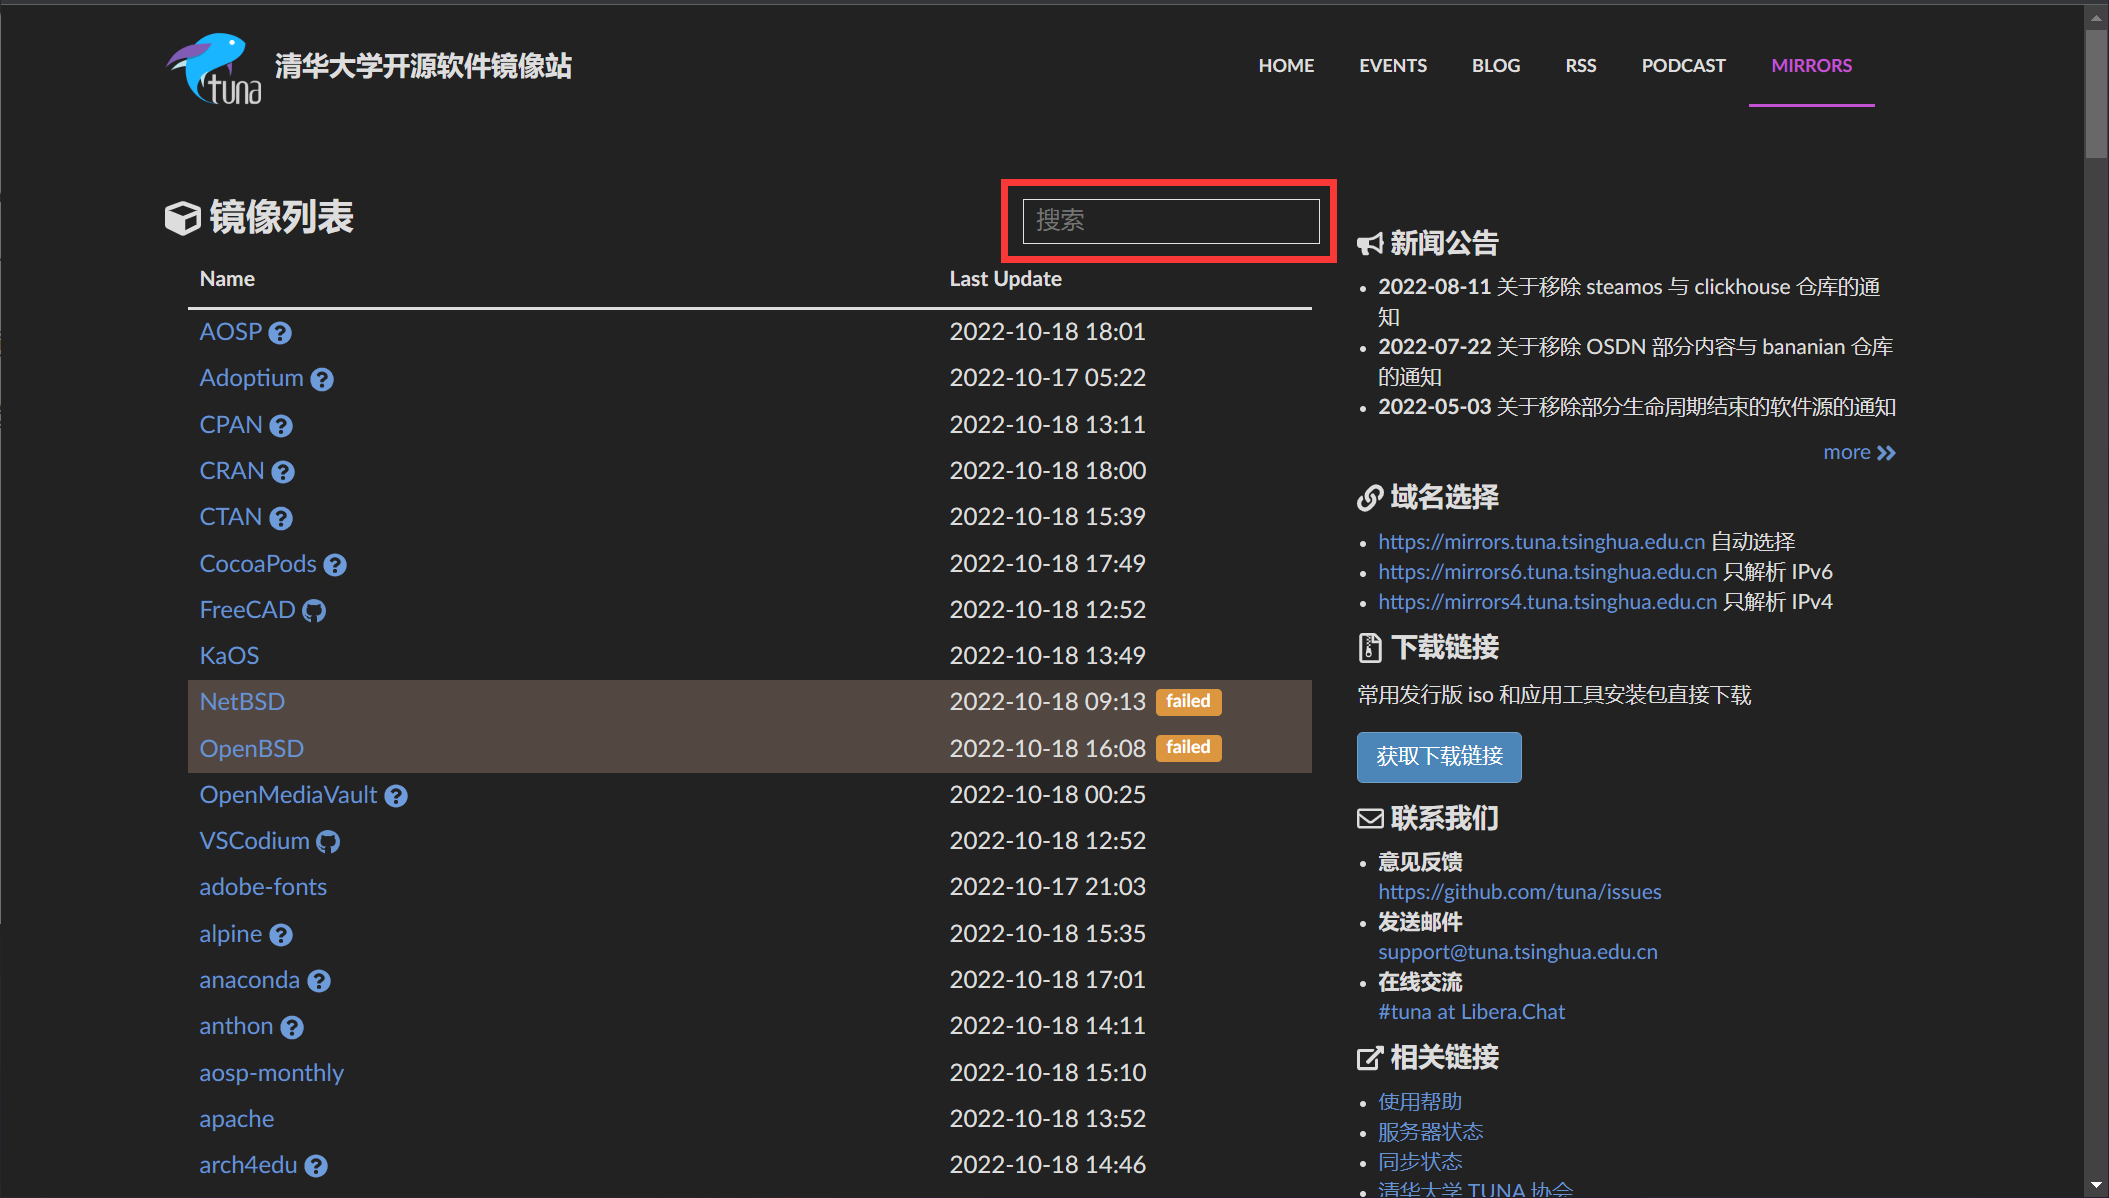 tuna
清华大学开源软件镜像站
HOME EVENTS BLOG RSS PODCAST MIRRORS
镜像列表
搜索
Name Last Update
AOSP 2022-10-18 18:01
Adoptium 2022-10-17 05:22
CPAN 2022-10-18 13:11
CRAN 2022-10-18 18:00
CTAN 2022-10-18 15:39
CocoaPods 2022-10-18 17:49
FreeCAD 2022-10-18 12:52
KaOS 2022-10-18 13:49
NetBSD 2022-10-18 09:13 failed
OpenBSD 2022-10-18 16:08 failed
OpenMediaVault 2022-10-18 00:25
VSCodium 2022-10-18 12:52
adobe-fonts 2022-10-17 21:03
alpine 2022-10-18 15:35
anaconda 2022-10-18 17:01
anthon 2022-10-18 14:11
aosp-monthly 2022-10-18 15:10
apache 2022-10-18 13:52
arch4edu 2022-10-18 14:46
新闻公告
2022-08-11 关于移除 steamos 与 clickhouse 仓库的通
知
2022-07-22 关于移除 OSDN 部分内容与 bananian 仓库
的通知
2022-05-03 关于移除部分生命周期结束的软件源的通知
more
域名选择
https://mirrors.tuna.tsinghua.edu.cn 自动选择
https://mirrors6.tuna.tsinghua.edu.cn 只解析 IPv6
https://mirrors4.tuna.tsinghua.edu.cn 只解析 IPv4
下载链接
常用发行版 iso 和应用工具安装包直接下载
获取下载链接
联系我们
意见反馈
https://github.com/tuna/issues
发送邮件
support@tuna.tsinghua.edu.cn
在线交流
#tuna at Libera.Chat
相关链接
使用帮助
服务器状态
同步状态
清华大学 TUNA 协会